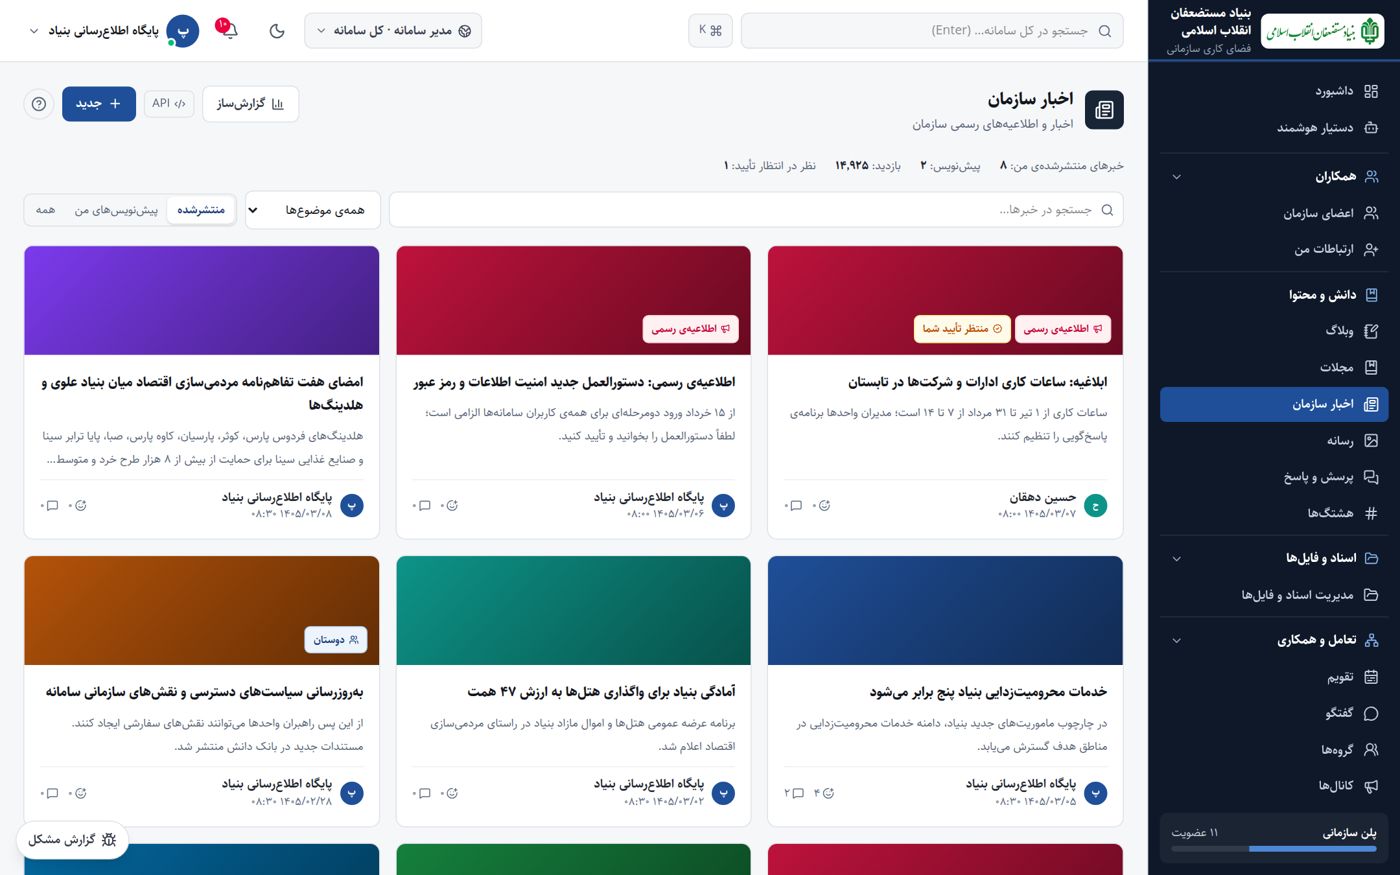 بنیاد مستضعفان انقلاب اسلامی
بنیاد مستضعفان
انقلاب اسلامی
فضای کاری سازمانی
جستجو در کل سامانه... (Enter)
⌘ K
مدیر سامانه · کل سامانه
۱۰
پ
پایگاه اطلاع‌رسانی بنیاد
داشبورد
دستیار هوشمند
همکاران
اعضای سازمان
ارتباطات من
دانش و محتوا
وبلاگ
مجلات
اخبار سازمان
رسانه
پرسش و پاسخ
هشتگ‌ها
اسناد و فایل‌ها
مدیریت اسناد و فایل‌ها
تعامل و همکاری
تقویم
گفتگو
گروه‌ها
کانال‌ها
پلن سازمانی
۱۱ عضویت
اخبار سازمان
اخبار و اطلاعیه‌های رسمی سازمان
گزارش‌ساز
API
جدید
خبرهای منتشرشده‌ی من: ۸
پیش‌نویس: ۲
بازدید: ۱۴,۹۲۵
نظر در انتظار تأیید: ۱
جستجو در خبرها...
همه‌ی موضوع‌ها
منتشرشده
پیش‌نویس‌های من
همه
اطلاعیه‌ی رسمی
منتظر تأیید شما
ابلاغیه: ساعات کاری ادارات و شرکت‌ها در تابستان
ساعات کاری از ۱ تیر تا ۳۱ مرداد از ۷ تا ۱۴ است؛ مدیران واحدها برنامه‌ی
پاسخ‌گویی را تنظیم کنند.
ح
حسین دهقان
۱۴۰۵/۰۳/۰۷ ۰۸:۰۰
۰
۰
اطلاعیه‌ی رسمی
اطلاعیه‌ی رسمی: دستورالعمل جدید امنیت اطلاعات و رمز عبور
از ۱۵ خرداد ورود دومرحله‌ای برای همه‌ی کاربران سامانه‌ها الزامی است؛
لطفاً دستورالعمل را بخوانید و تأیید کنید.
پ
پایگاه اطلاع‌رسانی بنیاد
۱۴۰۵/۰۳/۰۶ ۰۸:۰۰
۰
۰
امضای هفت تفاهم‌نامه مردمی‌سازی اقتصاد میان بنیاد علوی و
هلدینگ‌ها
هلدینگ‌های فردوس پارس، کوثر، پارسیان، کاوه پارس، صبا، پایا ترابر سینا
و صنایع غذایی سینا برای حمایت از بیش از ۸ هزار طرح خرد و متوسط...
پ
پایگاه اطلاع‌رسانی بنیاد
۱۴۰۵/۰۳/۰۸ ۰۸:۳۰
۰
۰
خدمات محرومیت‌زدایی بنیاد پنج برابر می‌شود
در چارچوب ماموریت‌های جدید بنیاد، دامنه خدمات محرومیت‌زدایی در
مناطق هدف گسترش می‌یابد.
پ
پایگاه اطلاع‌رسانی بنیاد
۱۴۰۵/۰۳/۰۵ ۰۸:۳۰
۴
۲
آمادگی بنیاد برای واگذاری هتل‌ها به ارزش ۴۷ همت
برنامه عرضه عمومی هتل‌ها و اموال مازاد بنیاد در راستای مردمی‌سازی
اقتصاد اعلام شد.
پ
پایگاه اطلاع‌رسانی بنیاد
۱۴۰۵/۰۳/۰۲ ۰۸:۳۰
۰
۰
دوستان
به‌روزرسانی سیاست‌های دسترسی و نقش‌های سازمانی سامانه
از این پس راهبران واحدها می‌توانند نقش‌های سفارشی ایجاد کنند.
مستندات جدید در بانک دانش منتشر شد.
پ
پایگاه اطلاع‌رسانی بنیاد
۱۴۰۵/۰۲/۲۸ ۰۸:۳۰
۰
۰
گزارش مشکل